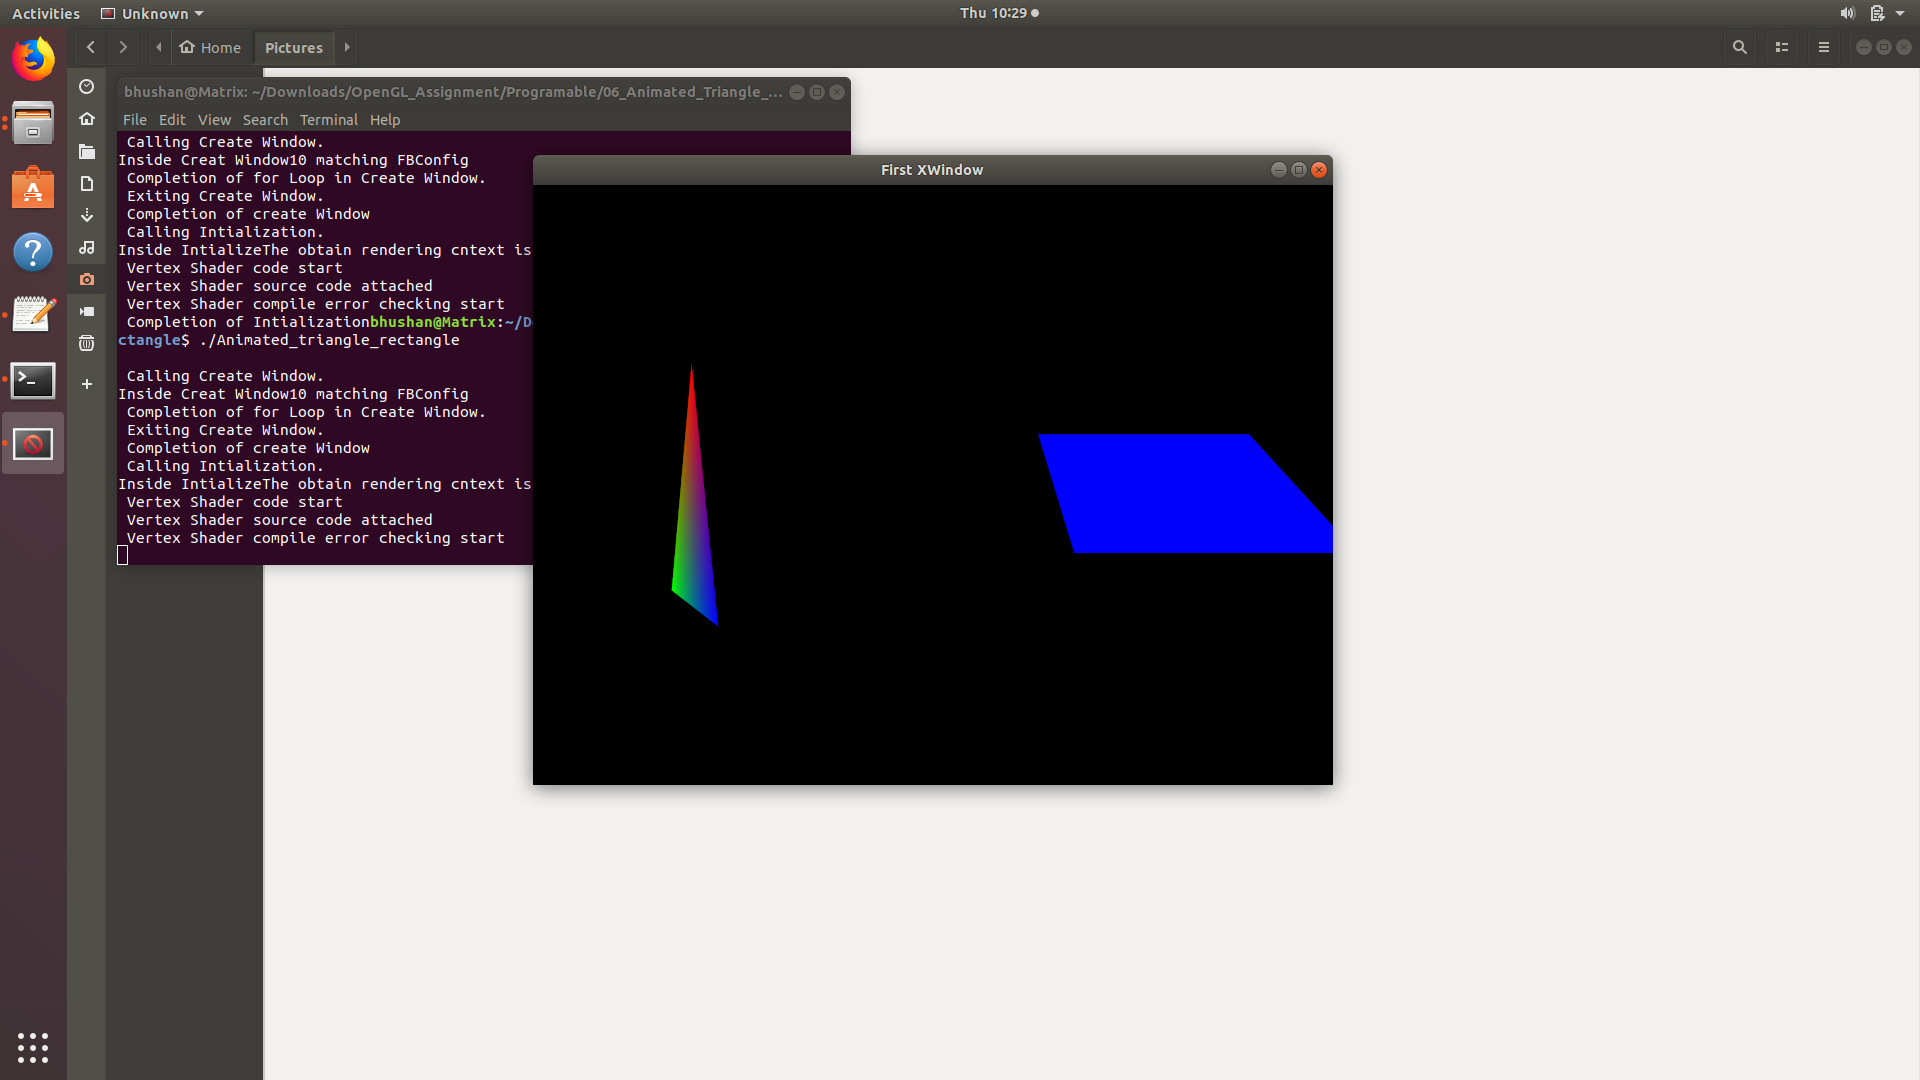 Activities Unknown Thu 10:29
Home Pictures
bhushan@Matrix: ~/Downloads/OpenGL_Assignment/Programable/06_Animated_Triangle_...
File Edit View Search Terminal Help
Calling Create Window.
Inside Creat Window10 matching FBConfig
Completion of for Loop in Create Window.
Exiting Create Window.
Completion of create Window
Calling Intialization.
Inside IntializeThe obtain rendering cntext is
Vertex Shader code start
Vertex Shader source code attached
Vertex Shader compile error checking start
Completion of Intializationbhushan@Matrix:~/D
ctangle$ ./Animated_triangle_rectangle
Calling Create Window.
Inside Creat Window10 matching FBConfig
Completion of for Loop in Create Window.
Exiting Create Window.
Completion of create Window
Calling Intialization.
Inside IntializeThe obtain rendering cntext is
Vertex Shader code start
Vertex Shader source code attached
Vertex Shader compile error checking start
First XWindow